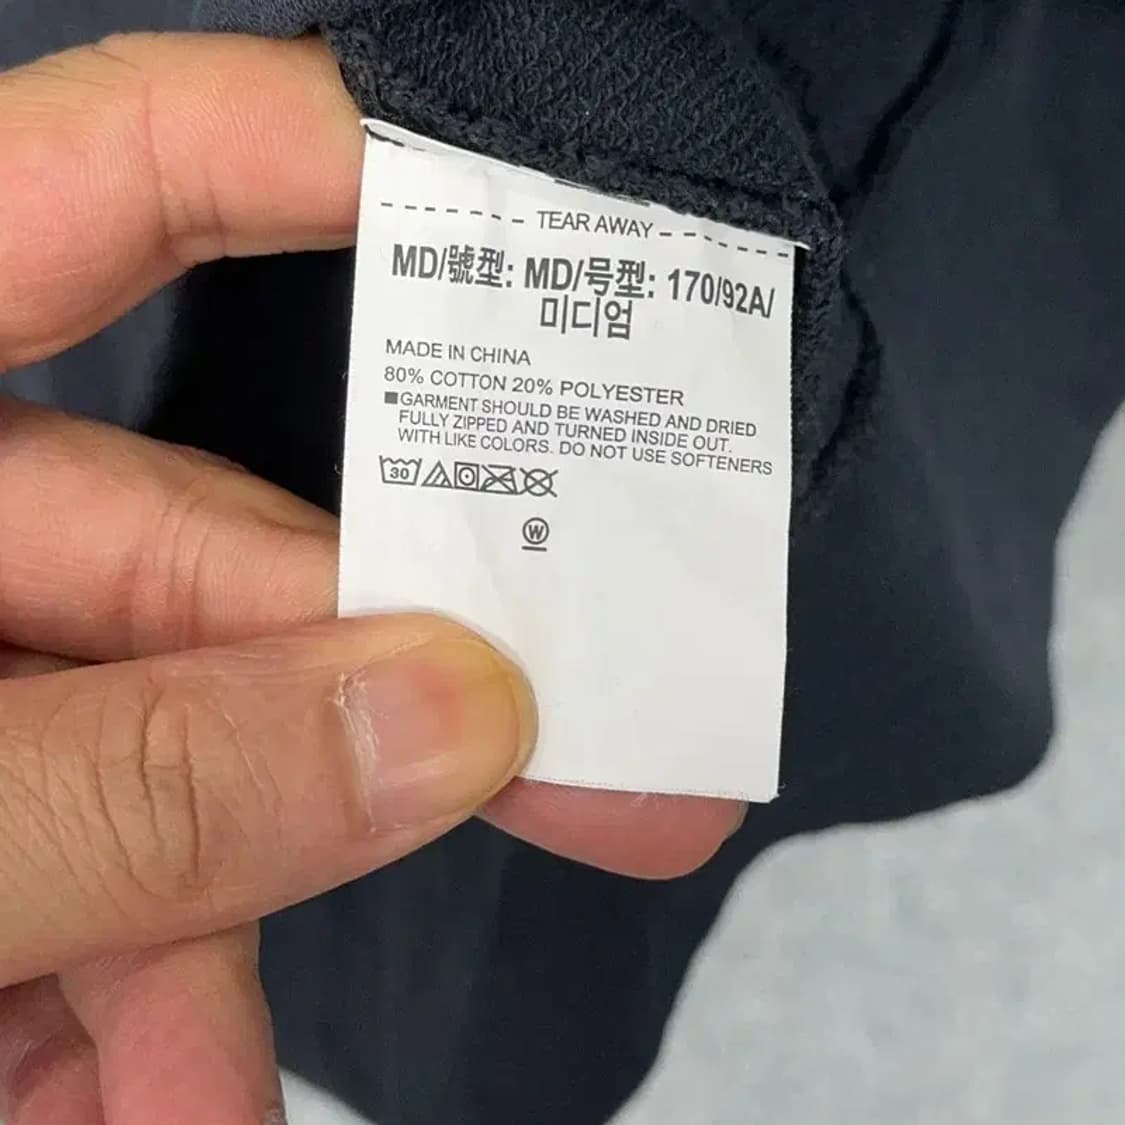 TEAR AWAY
MD/號型: MD/号型: 170/92A/
미디엄
MADE IN CHINA
80% COTTON 20% POLYESTER
■GARMENT SHOULD BE WASHED AND DRIED
FULLY ZIPPED AND TURNED INSIDE OUT.
WITH LIKE COLORS. DO NOT USE SOFTENERS
30
W